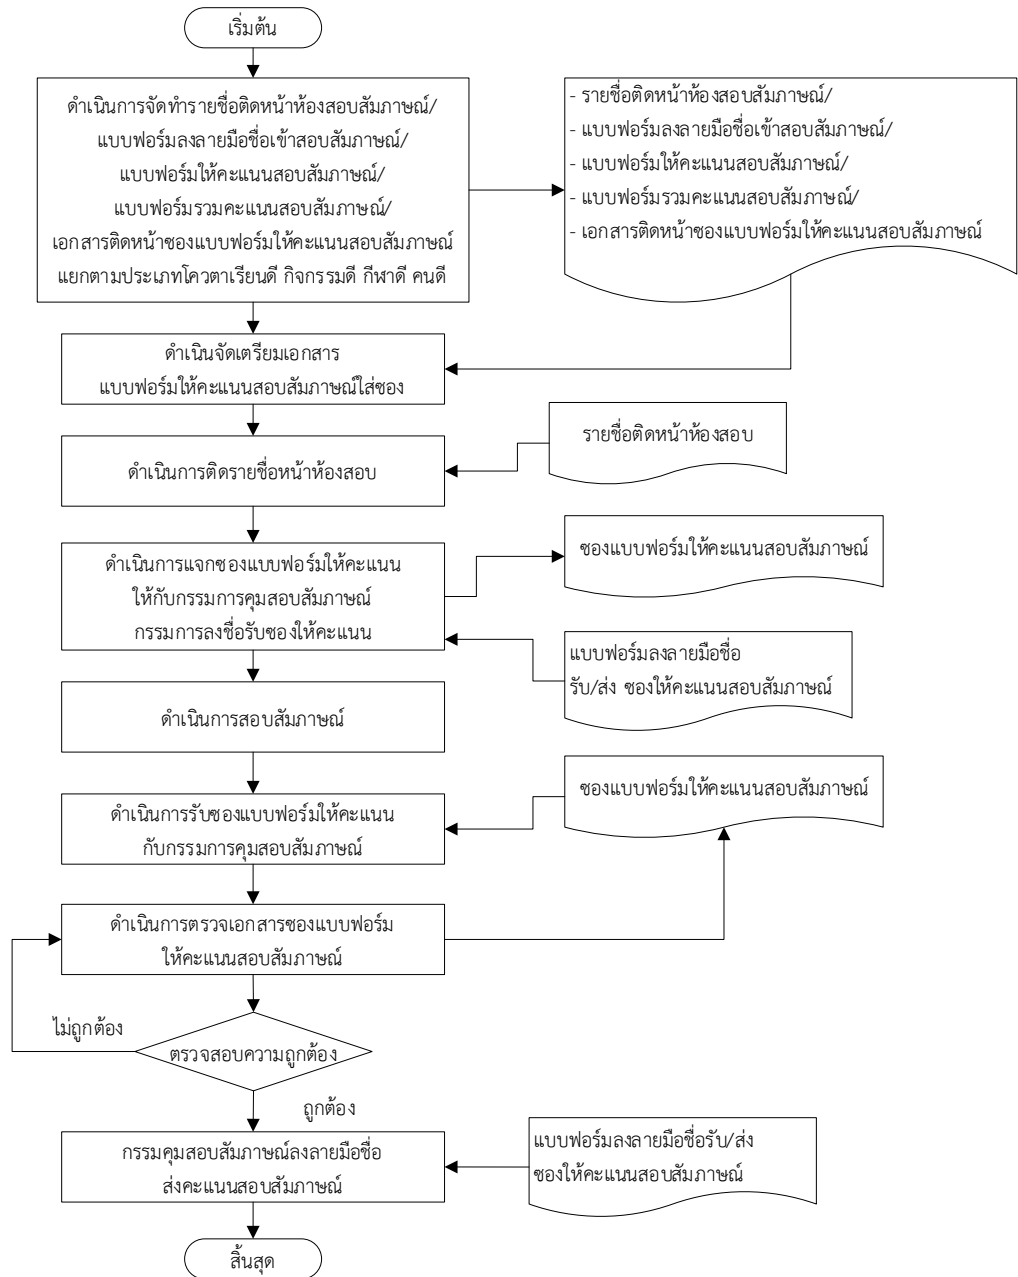 เริ่มต้น
ดำเนินการจัดทำรายชื่อติดหน้าห้องสอบสัมภาษณ์/
แบบฟอร์มลงลายมือชื่อเข้าสอบสัมภาษณ์/
แบบฟอร์มให้คะแนนสอบสัมภาษณ์/
แบบฟอร์มรวมคะแนนสอบสัมภาษณ์/
เอกสารติดหน้าซองแบบฟอร์มให้คะแนนสอบสัมภาษณ์
แยกตามประเภทโควตาเรียนดี กิจกรรมดี กีฬาดี คนดี
- รายชื่อติดหน้าห้องสอบสัมภาษณ์/
- แบบฟอร์มลงลายมือชื่อเข้าสอบสัมภาษณ์/
- แบบฟอร์มให้คะแนนสอบสัมภาษณ์/
- แบบฟอร์มรวมคะแนนสอบสัมภาษณ์/
- เอกสารติดหน้าซองแบบฟอร์มให้คะแนนสอบสัมภาษณ์
ดำเนินจัดเตรียมเอกสาร
แบบฟอร์มให้คะแนนสอบสัมภาษณ์ใส่ซอง
รายชื่อติดหน้าห้องสอบ
ดำเนินการติดรายชื่อหน้าห้องสอบ
ดำเนินการแจกซองแบบฟอร์มให้คะแนน
ให้กับกรรมการคุมสอบสัมภาษณ์
กรรมการลงชื่อรับซองให้คะแนน
ซองแบบฟอร์มให้คะแนนสอบสัมภาษณ์
แบบฟอร์มลงลายมือชื่อ
รับ/ส่ง ซองให้คะแนนสอบสัมภาษณ์
ดำเนินการสอบสัมภาษณ์
ซองแบบฟอร์มให้คะแนนสอบสัมภาษณ์
ดำเนินการรับซองแบบฟอร์มให้คะแนน
กับกรรมการคุมสอบสัมภาษณ์
ดำเนินการตรวจเอกสารซองแบบฟอร์ม
ให้คะแนนสอบสัมภาษณ์
ไม่ถูกต้อง
ตรวจสอบความถูกต้อง
ถูกต้อง
กรรมคุมสอบสัมภาษณ์ลงลายมือชื่อ
ส่งคะแนนสอบสัมภาษณ์
แบบฟอร์มลงลายมือชื่อรับ/ส่ง
ซองให้คะแนนสอบสัมภาษณ์
สิ้นสุด